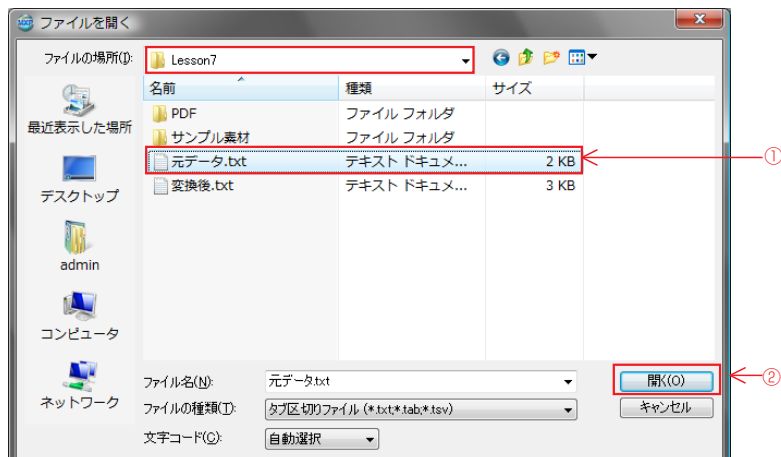 ファイルを開く
ファイルの場所(I):
Lesson7
名前 種類 サイズ
PDF ファイル フォルダ
サンプル素材 ファイル フォルダ
元データ.txt テキスト ドキュメ... 2 KB
①
変換後.txt テキスト ドキュメ... 3 KB
最近表示した場所
デスクトップ
admin
コンピュータ
ネットワーク
ファイル名(N): 元データ.txt 開く(O)
②
ファイルの種類(T): タブ区切りファイル (*.txt;*.tab;*.tsv) キャンセル
文字コード(C): 自動選択